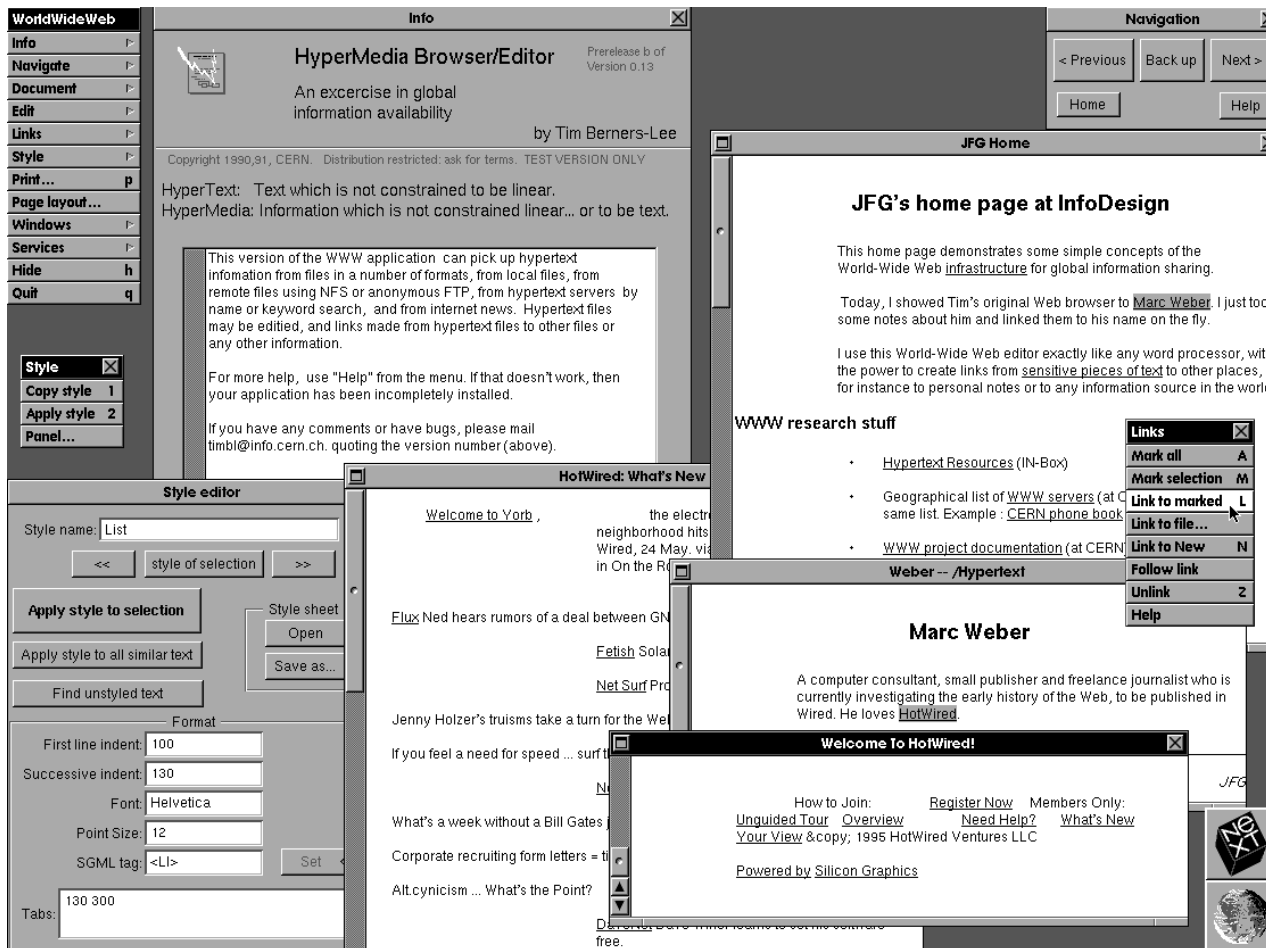 WorldWideWeb
Info
Navigate
Document
Edit
Links
Style
Print... p
Page layout...
Windows
Services
Hide h
Quit q
Style
Copy style 1
Apply style 2
Panel...
Info
HyperMedia Browser/Editor
Prerelease b of
Version 0.13
An excercise in global
information availability
by Tim Berners-Lee
Copyright 1990,91, CERN. Distribution restricted: ask for terms. TEST VERSION ONLY
HyperText: Text which is not constrained to be linear.
HyperMedia: Information which is not constrained linear... or to be text.
This version of the WWW application can pick up hypertext
infomation from files in a number of formats, from local files, from
remote files using NFS or anonymous FTP, from hypertext servers by
name or keyword search, and from internet news. Hypertext files
may be editied, and links made from hypertext files to other files or
any other information.
For more help, use "Help" from the menu. If that doesn't work, then
your application has been incompletely installed.
If you have any comments or have bugs, please mail
timbl@info.cern.ch. quoting the version number (above).
Navigation
< Previous Back up Next >
Home Help
JFG Home
JFG's home page at InfoDesign
This home page demonstrates some simple concepts of the
World-Wide Web infrastructure for global information sharing.
Today, I showed Tim's original Web browser to Marc Weber. I just too
some notes about him and linked them to his name on the fly.
I use this World-Wide Web editor exactly like any word processor, wit
the power to create links from sensitive pieces of text to other places,
for instance to personal notes or to any information source in the worl
WWW research stuff
• Hypertext Resources (IN-Box)
• Geographical list of WWW servers (at C
same list. Example : CERN phone book
• WWW project documentation (at CERN)
Links
Mark all A
Mark selection M
Link to marked L
Link to file...
Link to New N
Follow link
Unlink Z
Help
Style editor
Style name: List
<< style of selection >>
Apply style to selection
Apply style to all similar text
Find unstyled text
Style sheet
Open
Save as...
Format
First line indent: 100
Successive indent: 130
Font: Helvetica
Point Size: 12
SGML tag: <LI>
Set
Tabs: 130 300
HotWired: What's New
Welcome to Yorb , the electr
neighborhood hits
Wired, 24 May. via
in On the Ro
Flux Ned hears rumors of a deal between GN
Fetish Solar
Net Surf Pro
Jenny Holzer's truisms take a turn for the Wel
If you feel a need for speed ... surf t
Ne
What's a week without a Bill Gates j
Corporate recruiting form letters = ti
Alt.cynicism ... What's the Point?
free.
Weber -- /Hypertext
Marc Weber
A computer consultant, small publisher and freelance journalist who is
currently investigating the early history of the Web, to be published in
Wired. He loves HotWired.
JFG
Welcome To HotWired!
How to Join: Register Now Members Only:
Unguided Tour Overview Need Help? What's New
Your View &copy; 1995 HotWired Ventures LLC
Powered by Silicon Graphics
NeXT